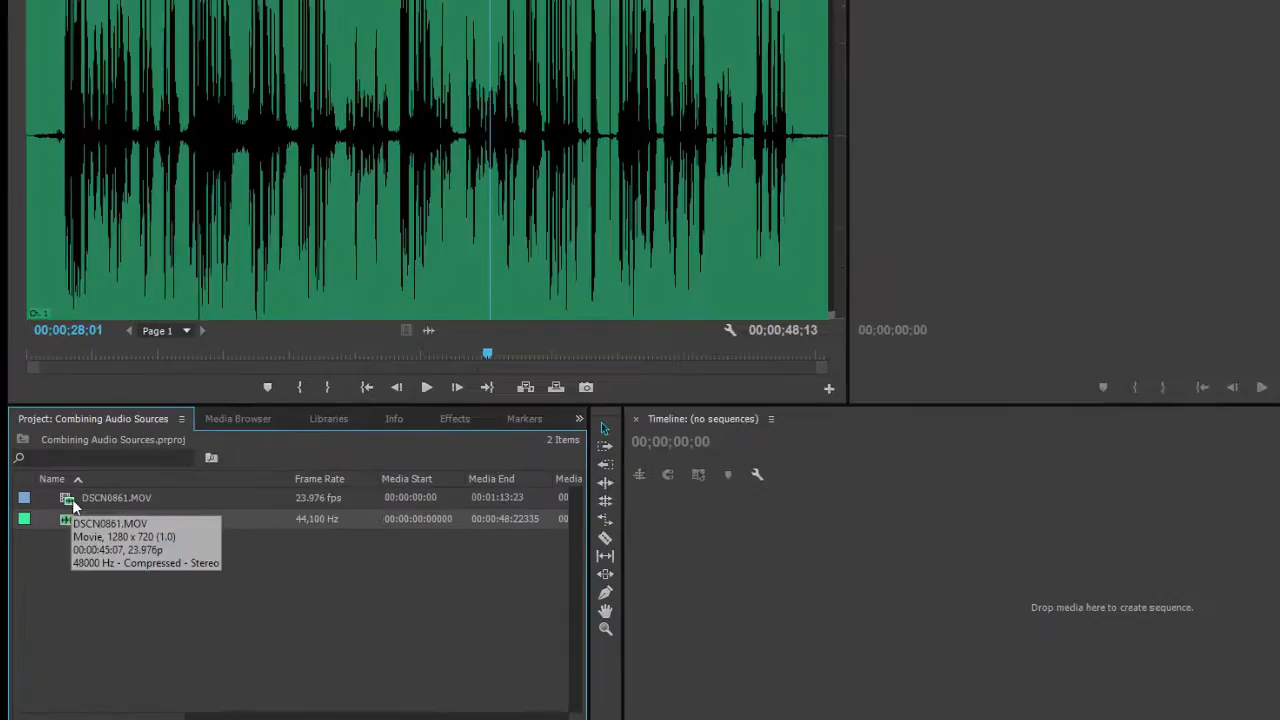 Ch. 1
00;00;28;01 Page 1 00;00;48;13 00;00;00;00
Project: Combining Audio Sources Media Browser Libraries Info Effects Markers Timeline: (no sequences)
Combining Audio Sources.prproj 2 Items 00;00;00;00
Name Frame Rate Media Start Media End Media
DSCN0861.MOV 23.976 fps 00:00:00:00 00:01:13:23 00
44,100 Hz 00:00:00:00000 00:00:48:22335 00
DSCN0861.MOV
Movie, 1280 x 720 (1.0)
00:00:45:07, 23.976p
48000 Hz - Compressed - Stereo
Drop media here to create sequence.